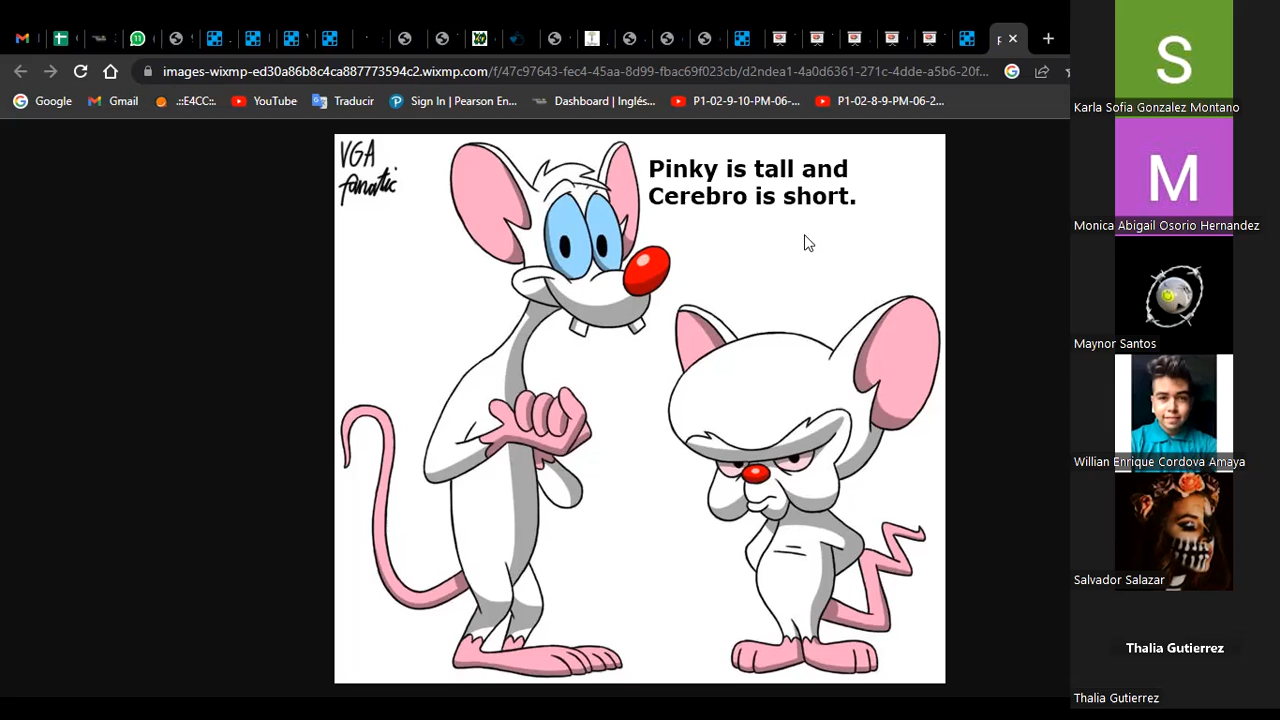 11
p
images-wixmp-ed30a86b8c4ca887773594c2.wixmp.com/f/47c97643-fec4-45aa-8d99-fbac69f023cb/d2ndea1-4a0d6361-271c-4dde-a5b6-20f...
Google
Gmail
.::E4CC:.
YouTube
Traducir
Sign In | Pearson En...
Dashboard | Inglés...
P1-02-9-10-PM-06-...
P1-02-8-9-PM-06-2...
VGA
fanatic
Pinky is tall and
Cerebro is short.
S
Karla Sofia Gonzalez Montano
M
Monica Abigail Osorio Hernandez
Maynor Santos
Willian Enrique Cordova Amaya
Salvador Salazar
Thalia Gutierrez
Thalia Gutierrez